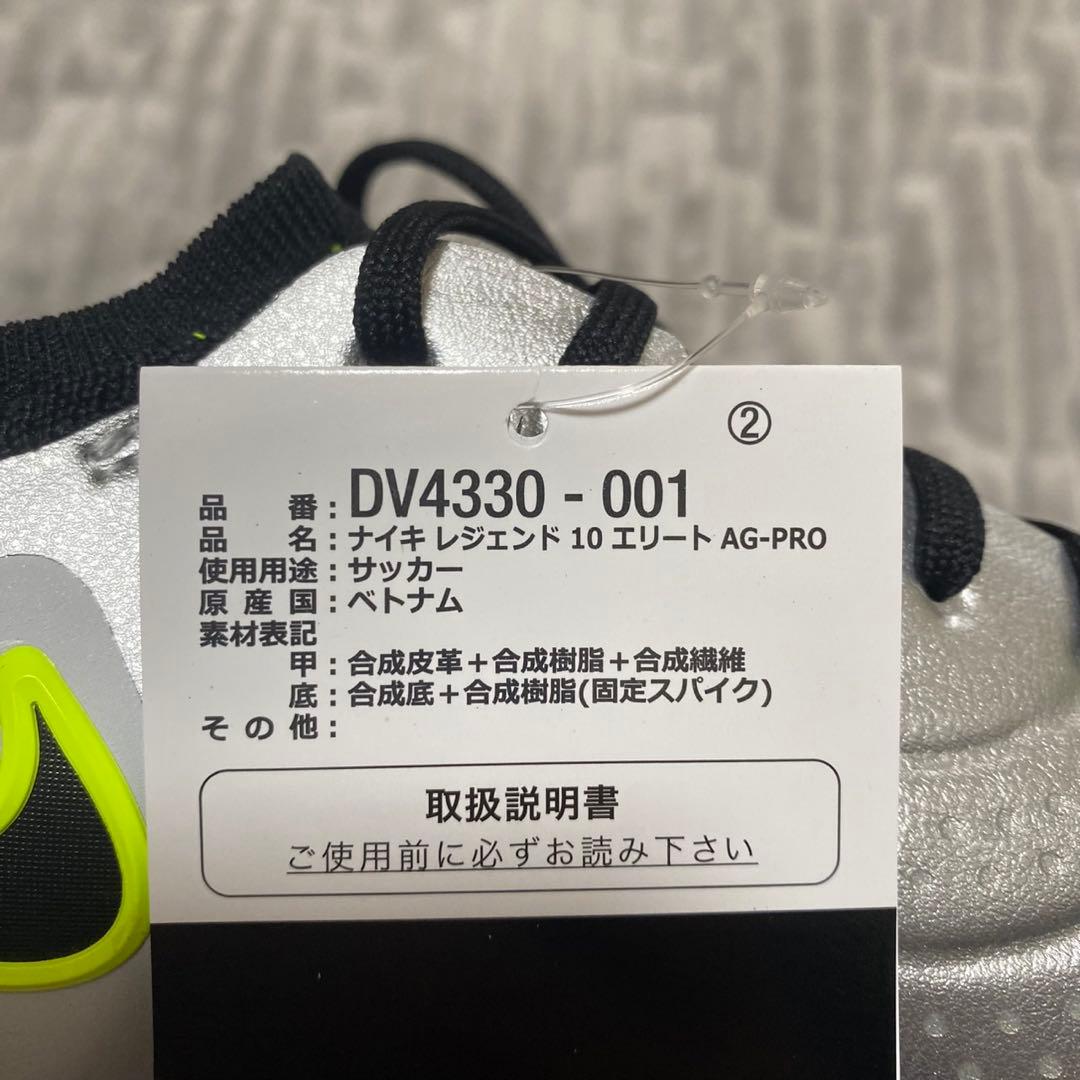 ②
品番：DV4330 - 001
品名：ナイキ レジェンド 10 エリート AG-PRO
使用用途：サッカー
原産国：ベトナム
素材表記
甲：合成皮革＋合成樹脂＋合成繊維
底：合成底＋合成樹脂(固定スパイク)
その他：
取扱説明書
ご使用前に必ずお読み下さい